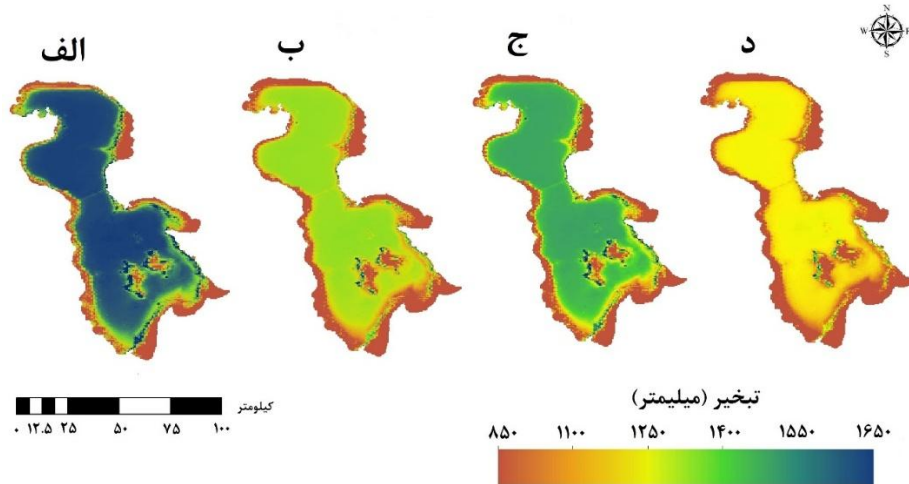 N
W E
S
الف ب ج د
کیلومتر
۰ ۱۲.۵ ۲۵ ۵۰ ۷۵ ۱۰۰
تبخیر (میلیمتر)
۸۵۰ ۱۱۰۰ ۱۲۵۰ ۱۴۰۰ ۱۵۵۰ ۱۶۵۰